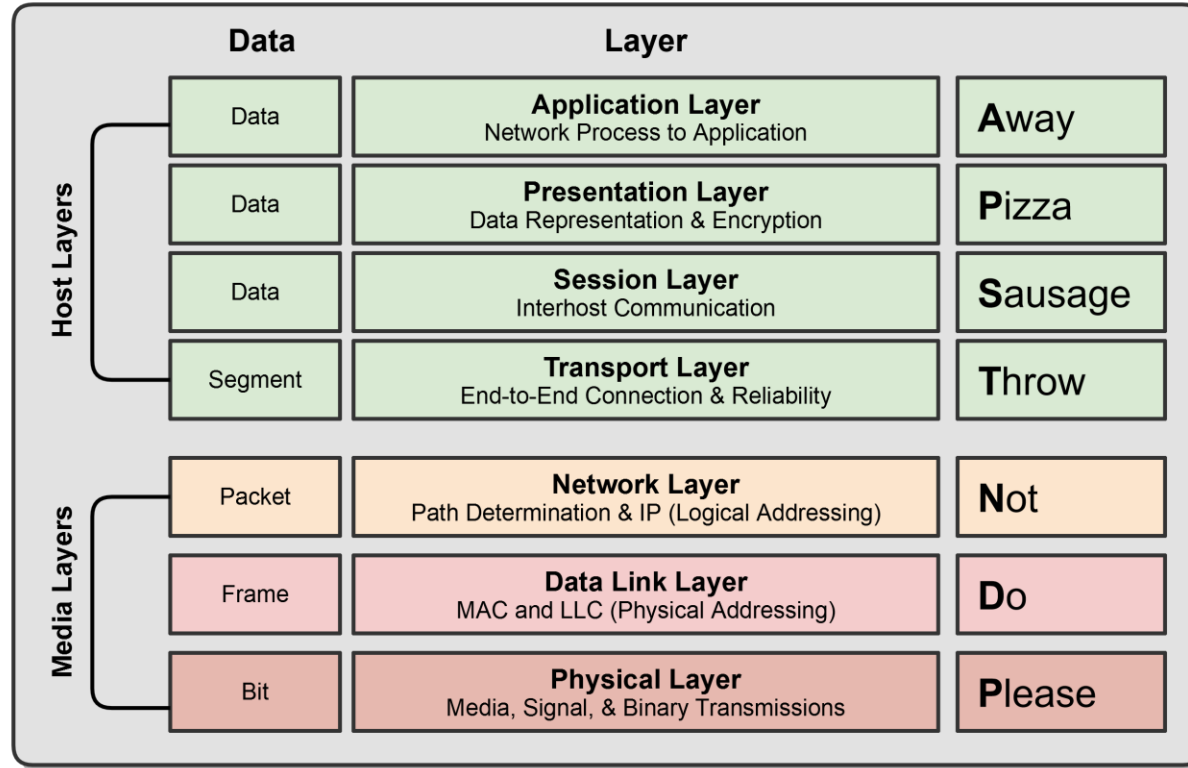 Data
Layer
Host Layers
Data
Application Layer
Network Process to Application
Away
Data
Presentation Layer
Data Representation & Encryption
Pizza
Data
Session Layer
Interhost Communication
Sausage
Segment
Transport Layer
End-to-End Connection & Reliability
Throw
Media Layers
Packet
Network Layer
Path Determination & IP (Logical Addressing)
Not
Frame
Data Link Layer
MAC and LLC (Physical Addressing)
Do
Bit
Physical Layer
Media, Signal, & Binary Transmissions
Please